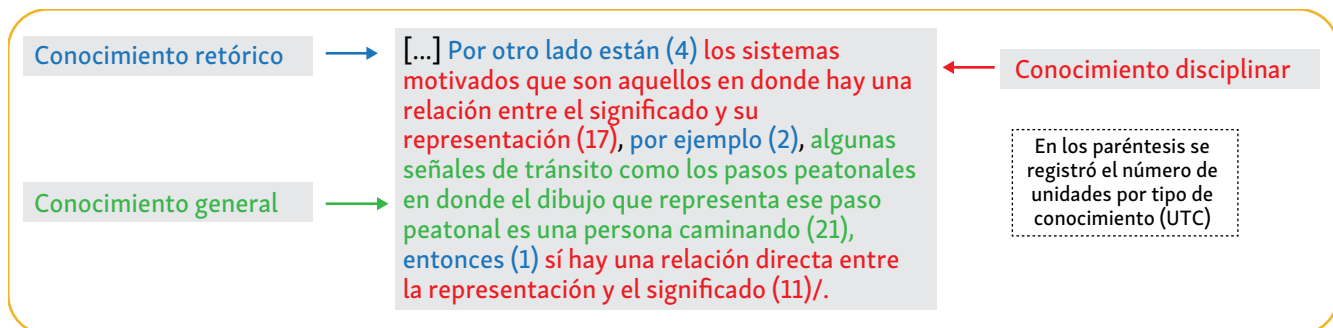 Conocimiento retórico
[...] Por otro lado están (4) los sistemas
motivados que son aquellos en donde hay una
relación entre el significado y su
representación (17), por ejemplo (2), algunas
señales de tránsito como los pasos peatonales
en donde el dibujo que representa ese paso
peatonal es una persona caminando (21),
entonces (1) sí hay una relación directa entre
la representación y el significado (11)/.
Conocimiento general
Conocimiento disciplinar
En los paréntesis se
registró el número de
unidades por tipo de
conocimiento (UTC)